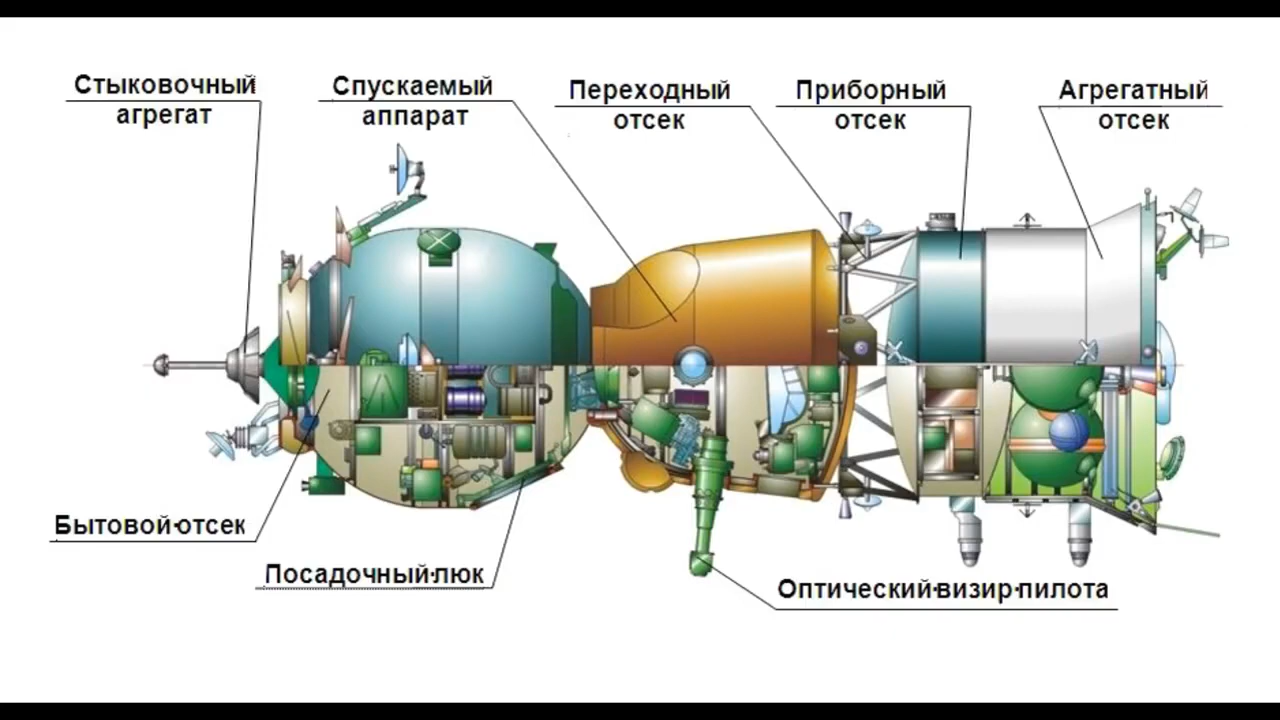 Стыковочный
агрегат
Спускаемый
аппарат
Переходный
отсек
Приборный
отсек
Агрегатный
отсек
Бытовой отсек
Посадочный люк
Оптический визир пилота